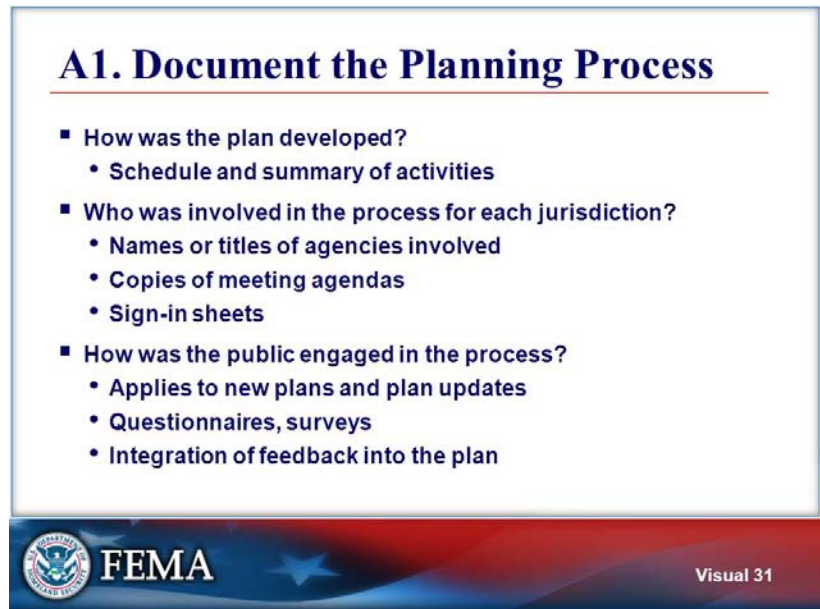 A1. Document the Planning Process
▪ How was the plan developed?
• Schedule and summary of activities
▪ Who was involved in the process for each jurisdiction?
• Names or titles of agencies involved
• Copies of meeting agendas
• Sign-in sheets
▪ How was the public engaged in the process?
• Applies to new plans and plan updates
• Questionnaires, surveys
• Integration of feedback into the plan
FEMA
Visual 31